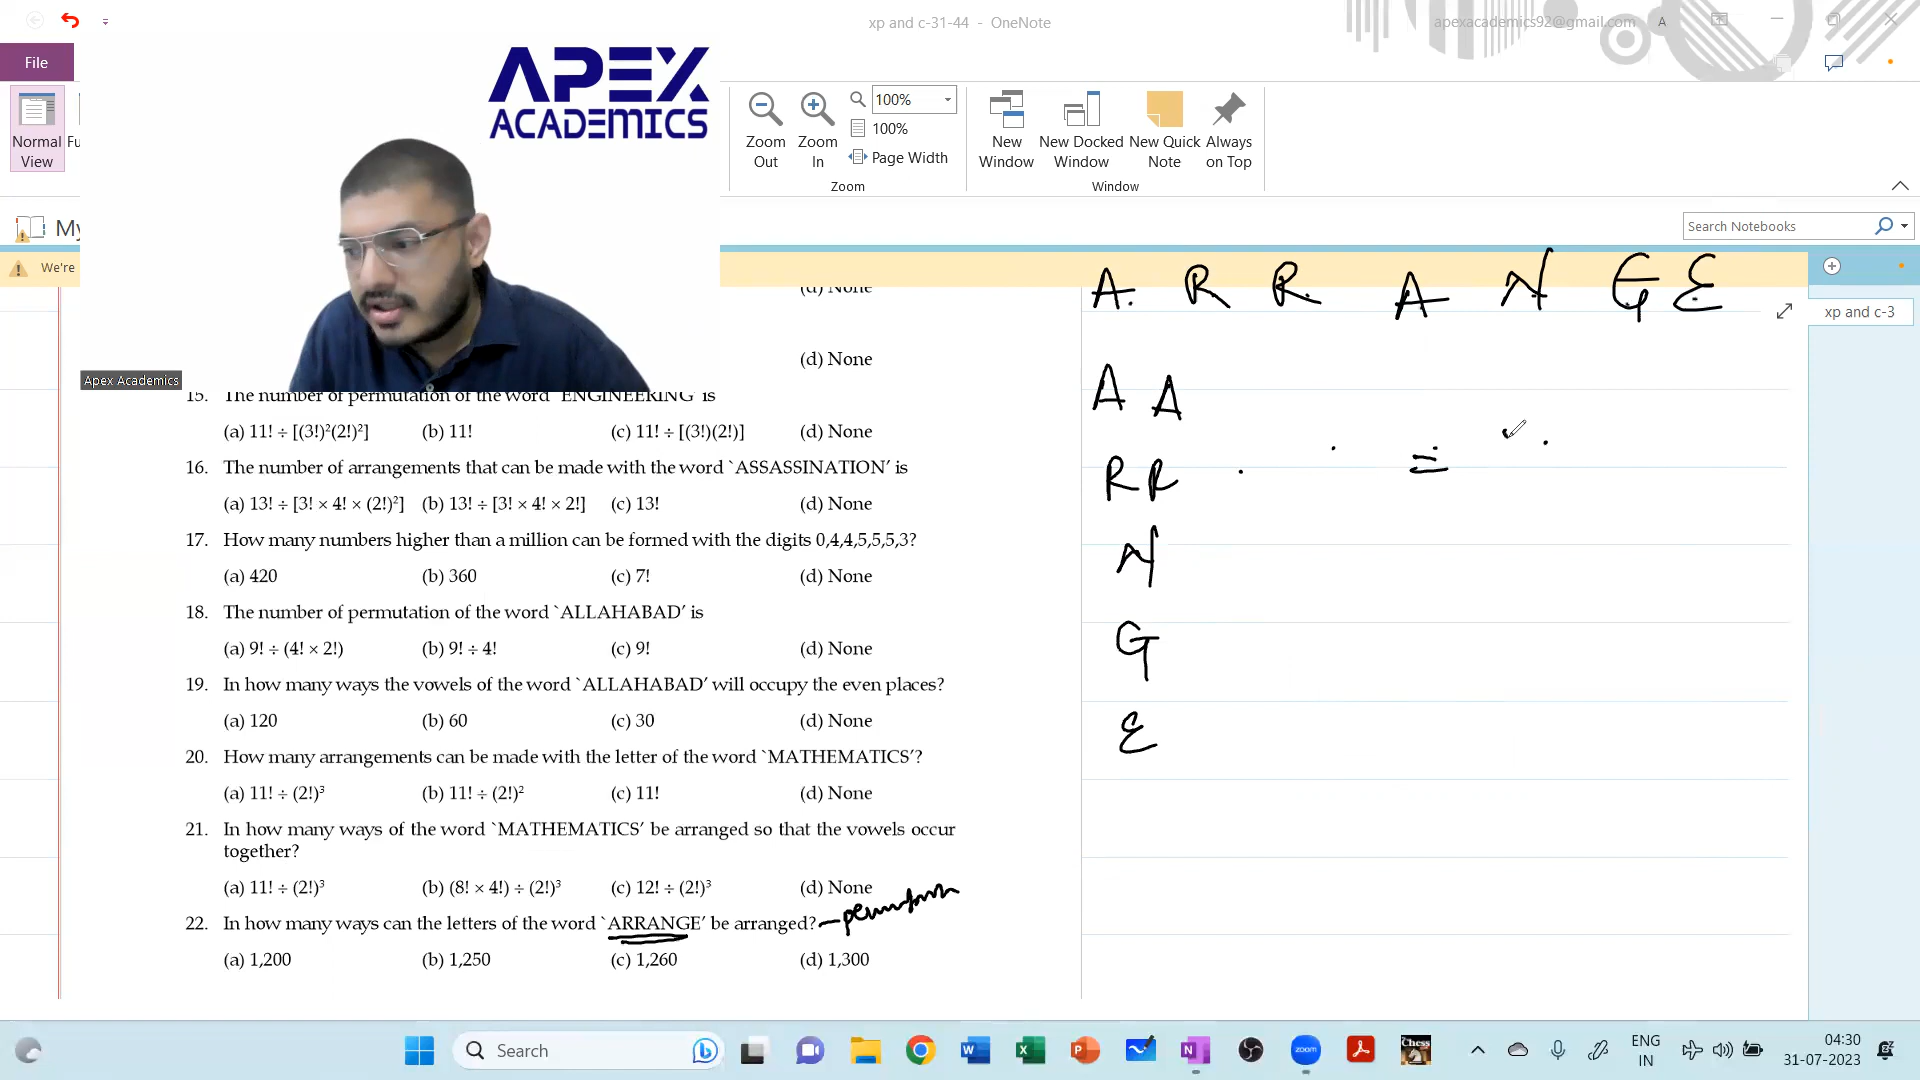 xp and c-31-44 - OneNote
apexacademics92@gmail.com A
File
APEX
ACADEMICS
100%
Normal
View
Fu
Zoom
Out
Zoom
In
100%
Page Width
Zoom
New
Window
New Docked
Window
New Quick
Note
Always
on Top
Window
My
Search Notebooks
We're
xp and c-3
Apex Academics
(d) None
(d) None
15. The number of permutation of the word `ENGINEERING' is
(a) 11! ÷ [(3!)²(2!)²] (b) 11! (c) 11! ÷ [(3!)(2!)] (d) None
16. The number of arrangements that can be made with the word `ASSASSINATION' is
(a) 13! ÷ [3! × 4! × (2!)²] (b) 13! ÷ [3! × 4! × 2!] (c) 13! (d) None
17. How many numbers higher than a million can be formed with the digits 0,4,4,5,5,5,3?
(a) 420 (b) 360 (c) 7! (d) None
18. The number of permutation of the word `ALLAHABAD' is
(a) 9! ÷ (4! × 2!) (b) 9! ÷ 4! (c) 9! (d) None
19. In how many ways the vowels of the word `ALLAHABAD' will occupy the even places?
(a) 120 (b) 60 (c) 30 (d) None
20. How many arrangements can be made with the letter of the word `MATHEMATICS'?
(a) 11! ÷ (2!)³ (b) 11! ÷ (2!)² (c) 11! (d) None
21. In how many ways of the word `MATHEMATICS' be arranged so that the vowels occur
together?
(a) 11! ÷ (2!)³ (b) (8! × 4!) ÷ (2!)³ (c) 12! ÷ (2!)³ (d) None
22. In how many ways can the letters of the word `ARRANGE' be arranged?
(a) 1,200 (b) 1,250 (c) 1,260 (d) 1,300
A R R A N G E
A A
R R =
N
G
E
Search
ENG
IN
04:30
31-07-2023